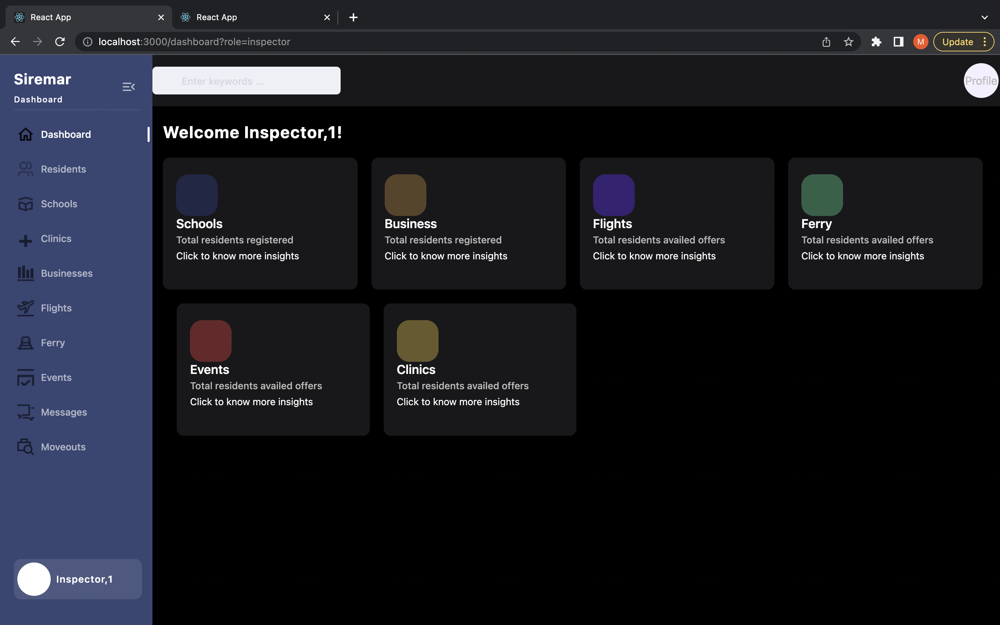 React App
React App
localhost:3000/dashboard?role=inspector
M
Update
Siremar
Dashboard
Enter keywords ...
Profile
Dashboard
Residents
Schools
Clinics
Businesses
Flights
Ferry
Events
Messages
Moveouts
Inspector,1
Welcome Inspector,1!
Schools
Total residents registered
Click to know more insights
Business
Total residents registered
Click to know more insights
Flights
Total residents availed offers
Click to know more insights
Ferry
Total residents availed offers
Click to know more insights
Events
Total residents availed offers
Click to know more insights
Clinics
Total residents availed offers
Click to know more insights